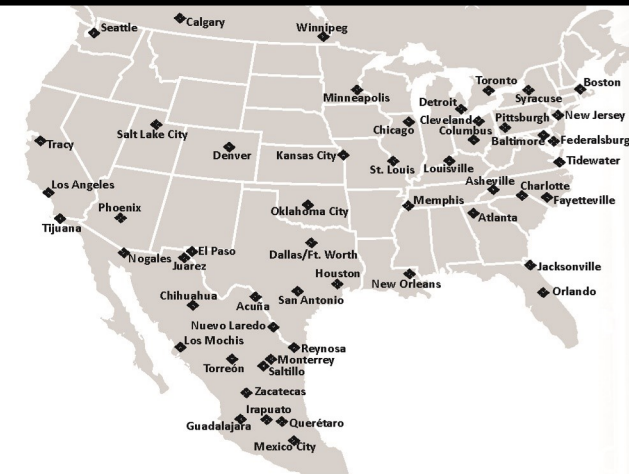 Calgary
Seattle
Winnipeg
Toronto
Boston
Minneapolis
Detroit
Syracuse
Cleveland
Pittsburgh
New Jersey
Chicago
Columbus
Salt Lake City
Baltimore
Federalsburg
Tracy
Denver
Kansas City
St. Louis
Louisville
Tidewater
Los Angeles
Asheville
Charlotte
Phoenix
Oklahoma City
Memphis
Fayetteville
Tijuana
Atlanta
El Paso
Nogales
Juarez
Dallas/Ft. Worth
Houston
Jacksonville
New Orleans
Chihuahua
Acuña
San Antonio
Orlando
Nuevo Laredo
Los Mochis
Reynosa
Monterrey
Torreón
Saltillo
Zacatecas
Irapuato
Guadalajara
Querétaro
Mexico City